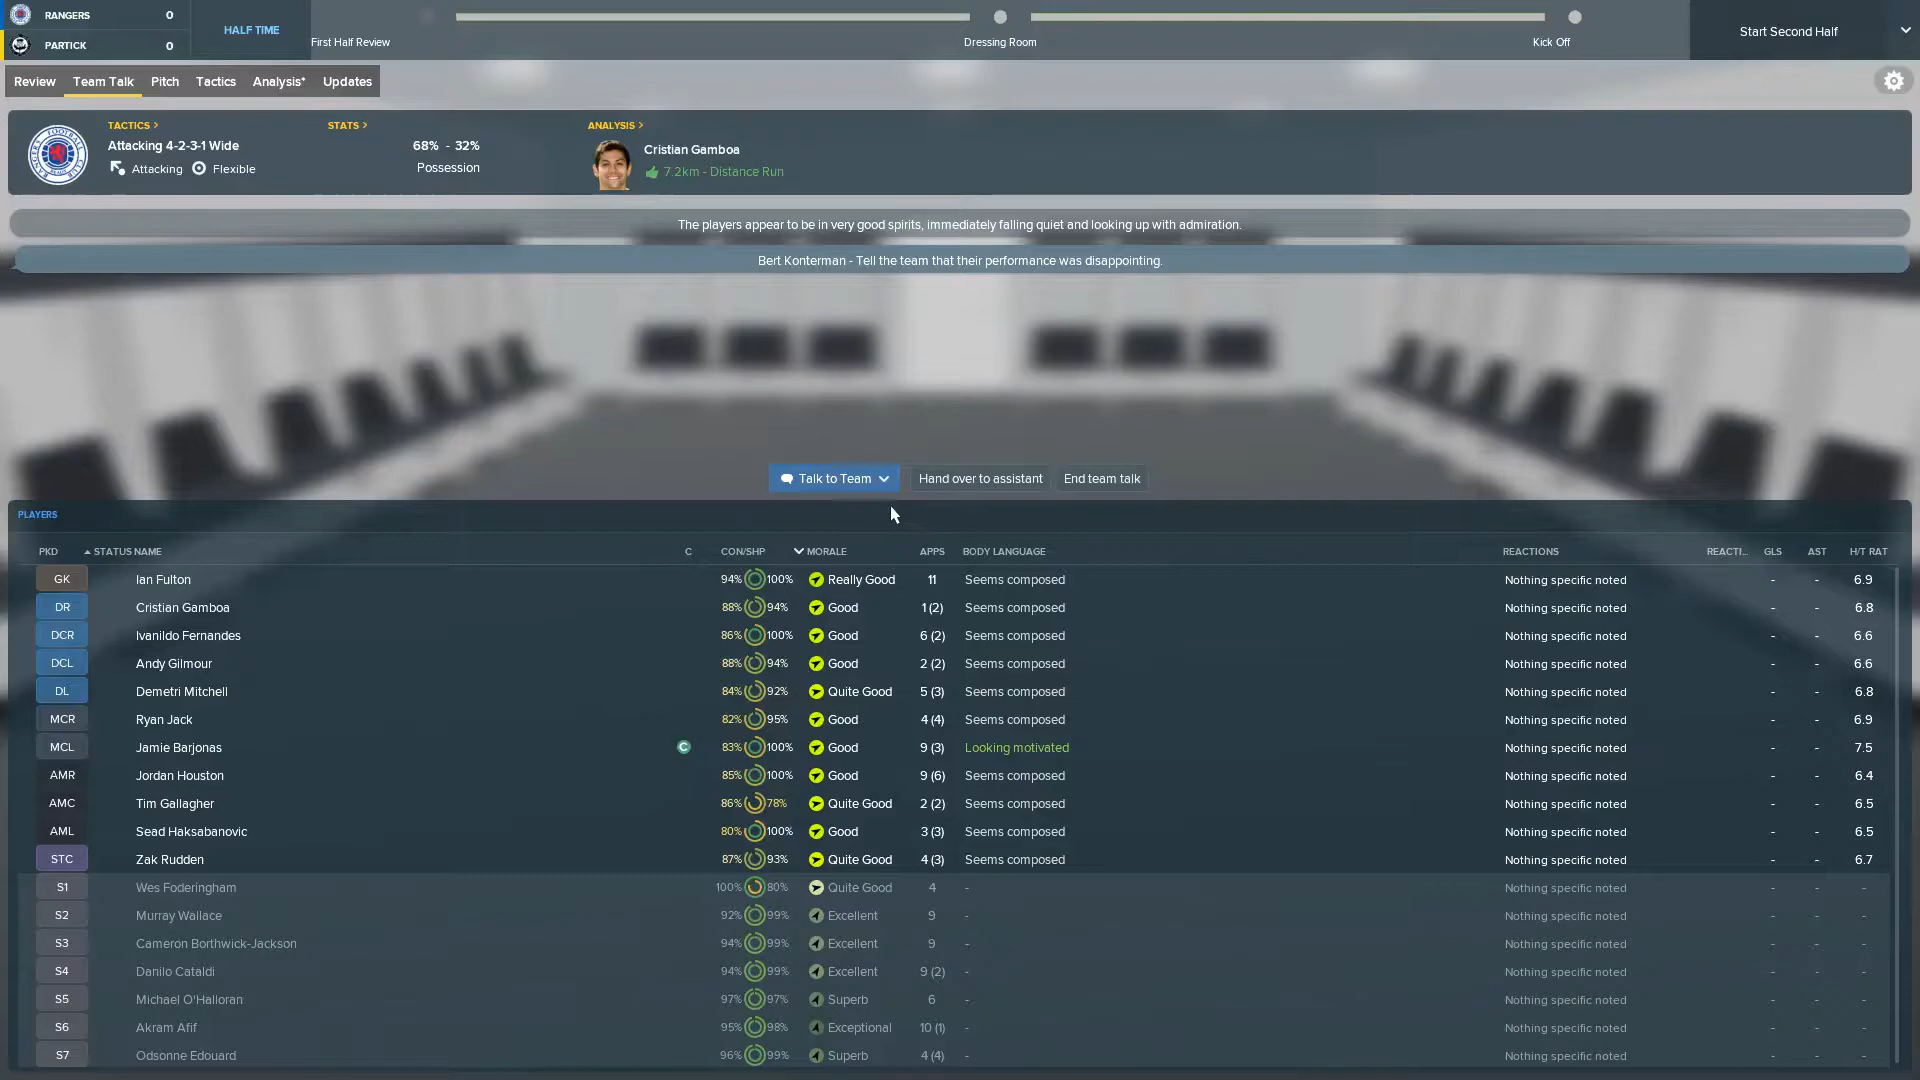 RANGERS 0
PARTICK 0
HALF TIME
First Half Review
Dressing Room
Kick Off
Start Second Half
Review Team Talk Pitch Tactics Analysis* Updates
TACTICS >
Attacking 4-2-3-1 Wide
Attacking Flexible
STATS >
68% - 32%
Possession
ANALYSIS >
Cristian Gamboa
7.2km - Distance Run
The players appear to be in very good spirits, immediately falling quiet and looking up with admiration.
Bert Konterman - Tell the team that their performance was disappointing.
Talk to Team Hand over to assistant End team talk
PLAYERS
PKD STATUS NAME C CON/SHP MORALE APPS BODY LANGUAGE REACTIONS REACTI... GLS AST H/T RAT
GK Ian Fulton 94% 100% Really Good 11 Seems composed Nothing specific noted - - 6.9
DR Cristian Gamboa 88% 94% Good 1 (2) Seems composed Nothing specific noted - - 6.8
DCR Ivanildo Fernandes 86% 100% Good 6 (2) Seems composed Nothing specific noted - - 6.6
DCL Andy Gilmour 88% 94% Good 2 (2) Seems composed Nothing specific noted - - 6.6
DL Demetri Mitchell 84% 92% Quite Good 5 (3) Seems composed Nothing specific noted - - 6.8
MCR Ryan Jack 82% 95% Good 4 (4) Seems composed Nothing specific noted - - 6.9
MCL Jamie Barjonas C 83% 100% Good 9 (3) Looking motivated Nothing specific noted - - 7.5
AMR Jordan Houston 85% 100% Good 9 (6) Seems composed Nothing specific noted - - 6.4
AMC Tim Gallagher 86% 78% Quite Good 2 (2) Seems composed Nothing specific noted - - 6.5
AML Sead Haksabanovic 80% 100% Good 3 (3) Seems composed Nothing specific noted - - 6.5
STC Zak Rudden 87% 93% Quite Good 4 (3) Seems composed Nothing specific noted - - 6.7
S1 Wes Foderingham 100% 80% Quite Good 4 - Nothing specific noted - - -
S2 Murray Wallace 92% 99% Excellent 9 - Nothing specific noted - - -
S3 Cameron Borthwick-Jackson 94% 99% Excellent 9 - Nothing specific noted - - -
S4 Danilo Cataldi 94% 99% Excellent 9 (2) - Nothing specific noted - - -
S5 Michael O'Halloran 97% 97% Superb 6 - Nothing specific noted - - -
S6 Akram Afif 95% 98% Exceptional 10 (1) - Nothing specific noted - - -
S7 Odsonne Edouard 96% 99% Superb 4 (4) - Nothing specific noted - - -